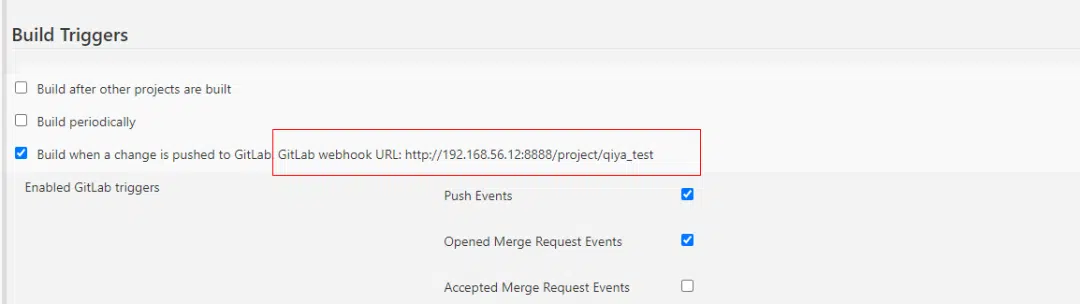 Build Triggers
Build after other projects are built
Build periodically
Build when a change is pushed to GitLab. GitLab webhook URL: http://192.168.56.12:8888/project/qiya_test
Enabled GitLab triggers
Push Events
Opened Merge Request Events
Accepted Merge Request Events